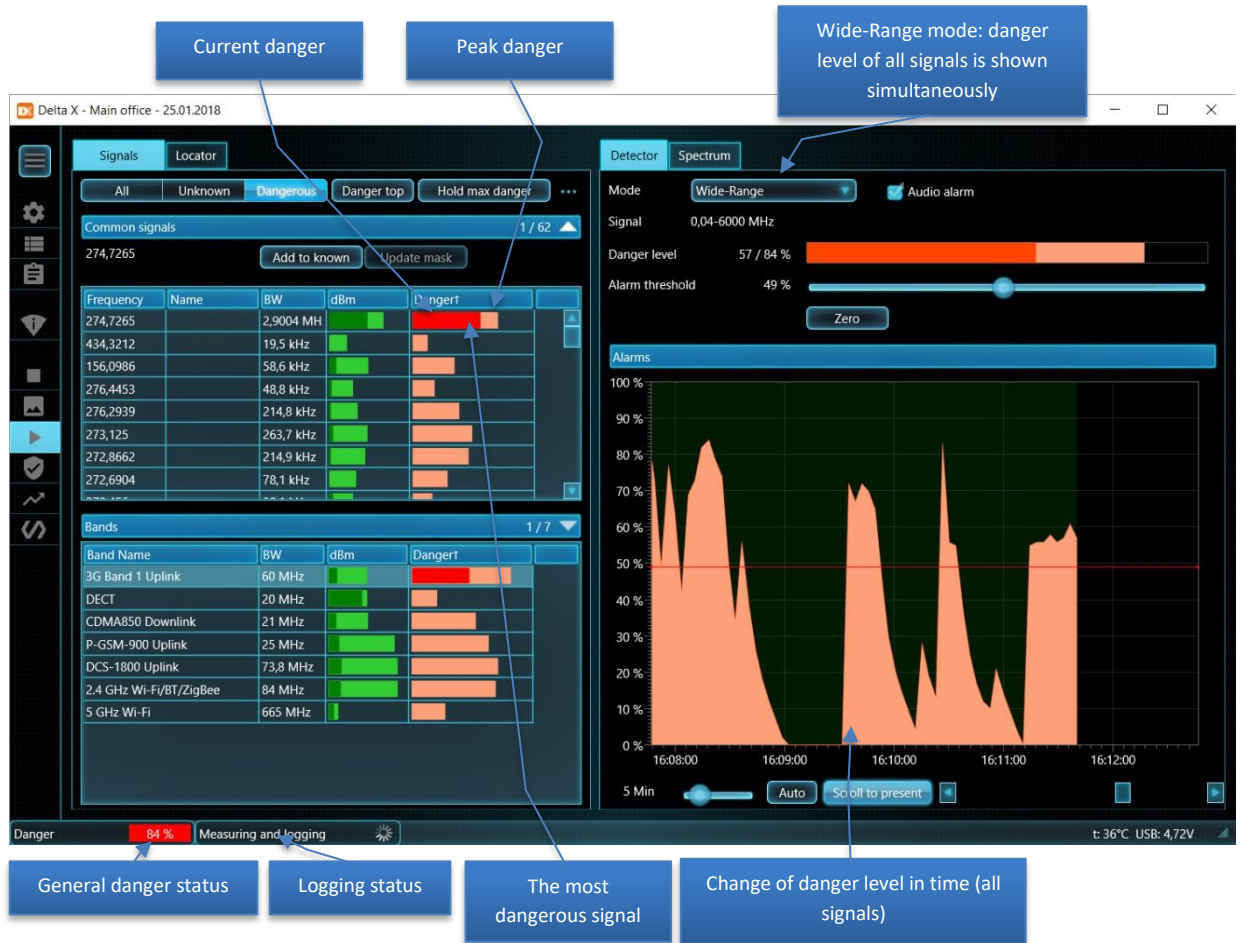 Current danger
Peak danger
Wide-Range mode: danger
level of all signals is shown
simultaneously
Delta X - Main office - 25.01.2018
Signals Locator
All Unknown Dangerous Danger top Hold max danger ...
Common signals 1 / 62
274,7265 Add to known Update mask
Frequency Name BW dBm Danger↑
274,7265 2,9004 MH
434,3212 19,5 kHz
156,0986 58,6 kHz
276,4453 48,8 kHz
276,2939 214,8 kHz
273,125 263,7 kHz
272,8662 214,9 kHz
272,6904 78,1 kHz
Bands 1 / 7
Band Name BW dBm Danger↑
3G Band 1 Uplink 60 MHz
DECT 20 MHz
CDMA850 Downlink 21 MHz
P-GSM-900 Uplink 25 MHz
DCS-1800 Uplink 73,8 MHz
2.4 GHz Wi-Fi/BT/ZigBee 84 MHz
5 GHz Wi-Fi 665 MHz
Detector Spectrum
Mode Wide-Range Audio alarm
Signal 0,04-6000 MHz
Danger level 57 / 84 %
Alarm threshold 49 %
Zero
Alarms
100 %
90 %
80 %
70 %
60 %
50 %
40 %
30 %
20 %
10 %
0 %
16:08:00 16:09:00 16:10:00 16:11:00 16:12:00
5 Min Auto Scroll to present
Danger 84 % Measuring and logging t: 36°C USB: 4,72V
General danger status
Logging status
The most
dangerous signal
Change of danger level in time (all
signals)